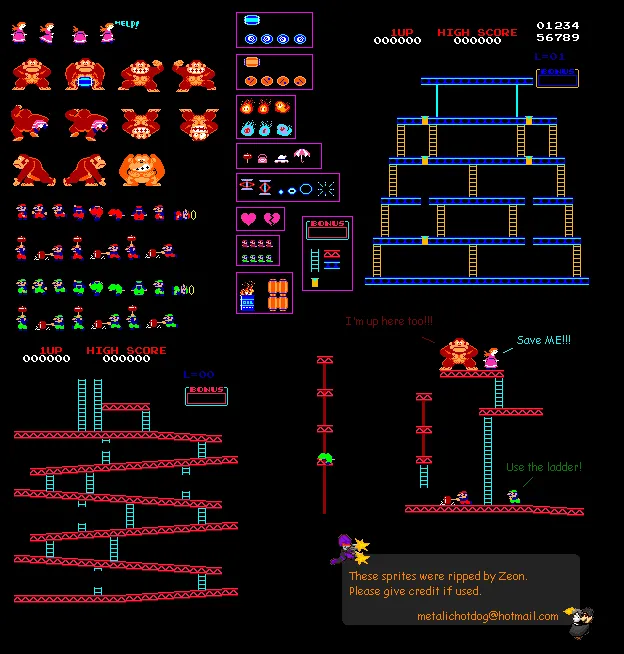 HELP!
1UP HIGH SCORE
000000 000000
01234
56789
L=01
BONUS
BONUS
I'm up here too!!!
Save ME!!!
1UP HIGH SCORE
000000 000000
L=00
BONUS
Use the ladder!
These sprites were ripped by Zeon.
Please give credit if used.
metalichotdog@hotmail.com